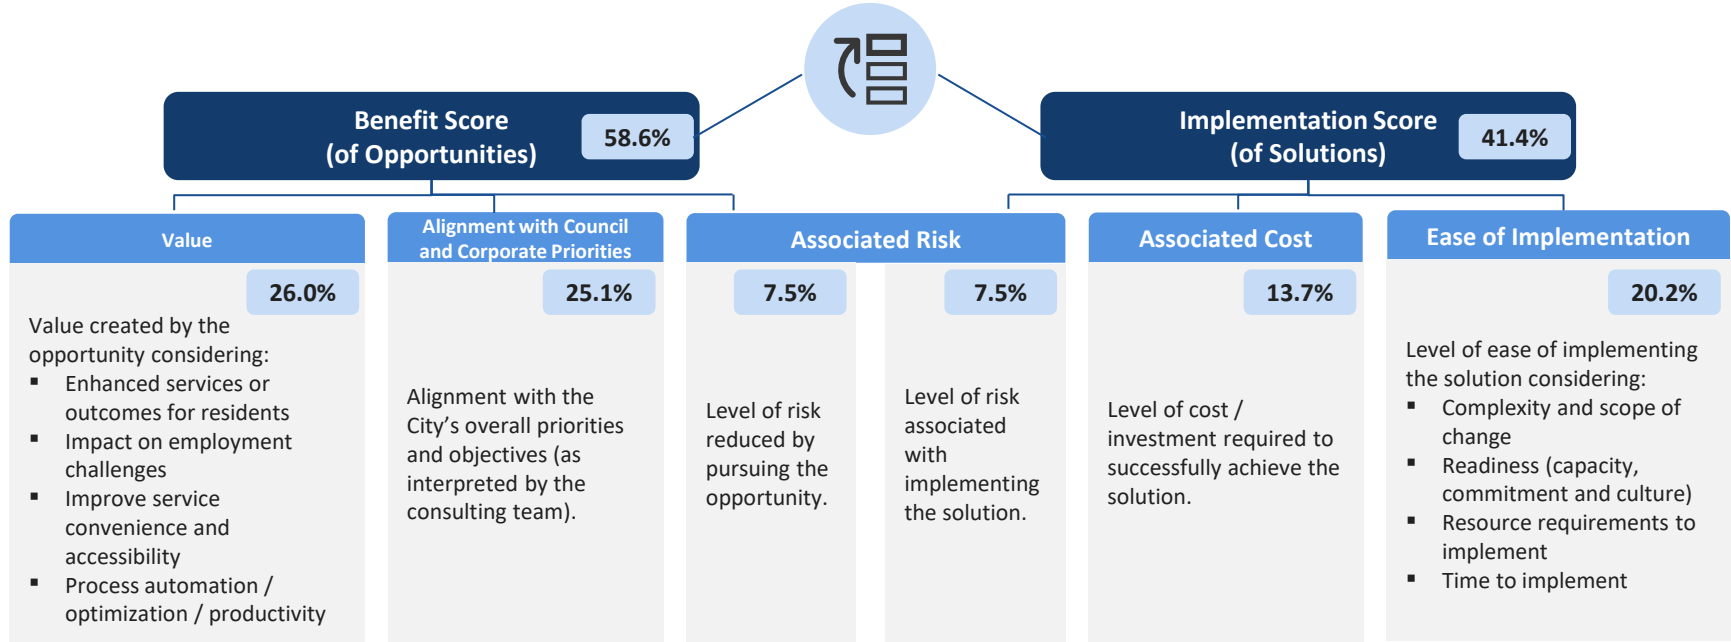 Benefit Score
(of Opportunities)
58.6%
Implementation Score
(of Solutions)
41.4%
Value
26.0%
Value created by the
opportunity considering:
▪ Enhanced services or
outcomes for residents
▪ Impact on employment
challenges
▪ Improve service
convenience and
accessibility
▪ Process automation /
optimization / productivity
Alignment with Council
and Corporate Priorities
25.1%
Alignment with the
City's overall priorities
and objectives (as
interpreted by the
consulting team).
Associated Risk
7.5%
Level of risk
reduced by
pursuing the
opportunity.
7.5%
Level of risk
associated
with
implementing
the solution.
Associated Cost
13.7%
Level of cost /
investment required to
successfully achieve the
solution.
Ease of Implementation
20.2%
Level of ease of implementing
the solution considering:
▪ Complexity and scope of
change
▪ Readiness (capacity,
commitment and culture)
▪ Resource requirements to
implement
▪ Time to implement